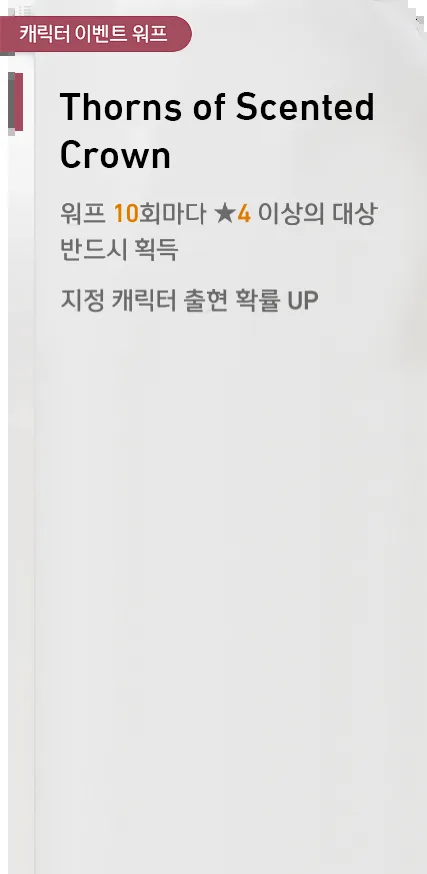 캐릭터 이벤트 워프
Thorns of Scented
Crown
워프 10회마다 ★4 이상의 대상
반드시 획득
지정 캐릭터 출현 확률 UP